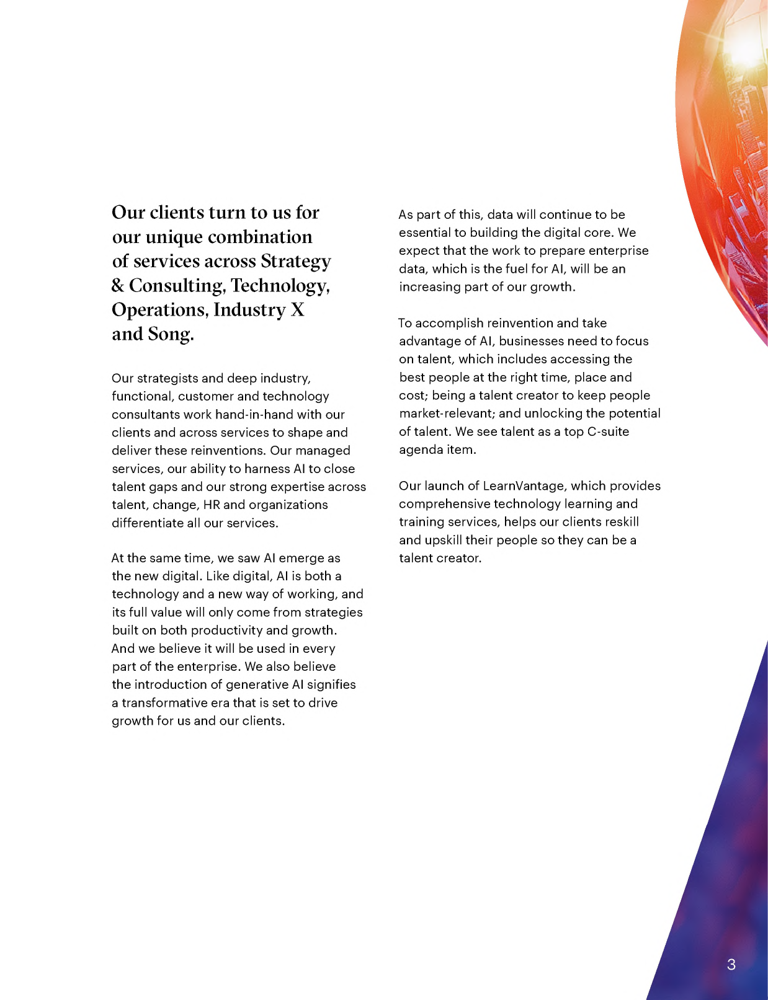 Our clients turn to us for
our unique combination
of services across Strategy
& Consulting, Technology,
Operations, Industry X
and Song.
Our strategists and deep industry,
functional, customer and technology
consultants work hand-in-hand with our
clients and across services to shape and
deliver these reinventions. Our managed
services, our ability to harness AI to close
talent gaps and our strong expertise across
talent, change, HR and organizations
differentiate all our services.
At the same time, we saw AI emerge as
the new digital. Like digital, AI is both a
technology and a new way of working, and
its full value will only come from strategies
built on both productivity and growth.
And we believe it will be used in every
part of the enterprise. We also believe
the introduction of generative AI signifies
a transformative era that is set to drive
growth for us and our clients.
As part of this, data will continue to be
essential to building the digital core. We
expect that the work to prepare enterprise
data, which is the fuel for AI, will be an
increasing part of our growth.
To accomplish reinvention and take
advantage of AI, businesses need to focus
on talent, which includes accessing the
best people at the right time, place and
cost; being a talent creator to keep people
market-relevant; and unlocking the potential
of talent. We see talent as a top C-suite
agenda item.
Our launch of LearnVantage, which provides
comprehensive technology learning and
training services, helps our clients reskill
and upskill their people so they can be a
talent creator.
3